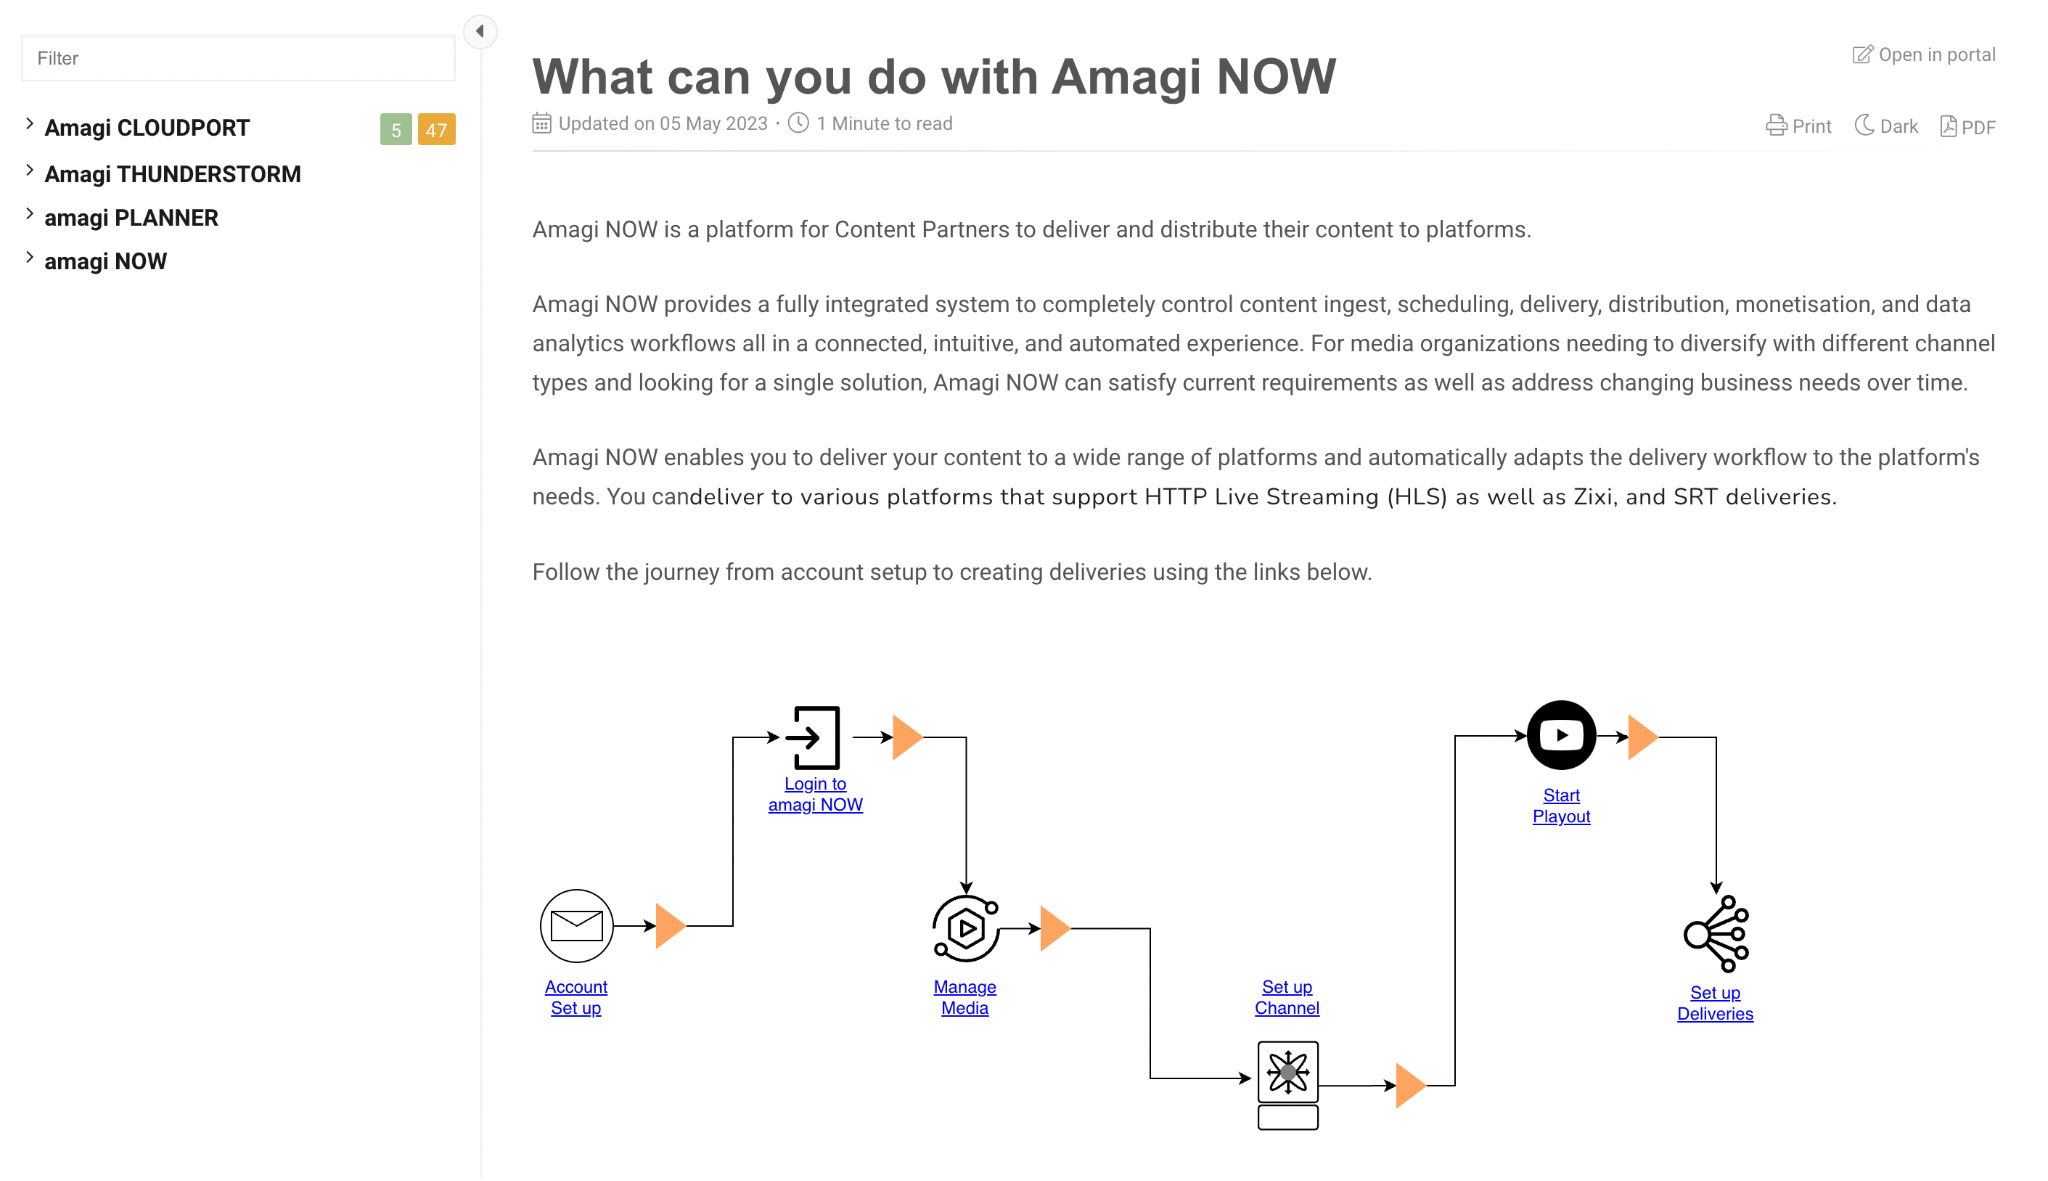 Filter
Amagi CLOUDPORT 5 47
Amagi THUNDERSTORM
amagi PLANNER
amagi NOW
Open in portal
What can you do with Amagi NOW
Updated on 05 May 2023 · 1 Minute to read
Print Dark PDF
Amagi NOW is a platform for Content Partners to deliver and distribute their content to platforms.
Amagi NOW provides a fully integrated system to completely control content ingest, scheduling, delivery, distribution, monetisation, and data
analytics workflows all in a connected, intuitive, and automated experience. For media organizations needing to diversify with different channel
types and looking for a single solution, Amagi NOW can satisfy current requirements as well as address changing business needs over time.
Amagi NOW enables you to deliver your content to a wide range of platforms and automatically adapts the delivery workflow to the platform's
needs. You candeliver to various platforms that support HTTP Live Streaming (HLS) as well as Zixi, and SRT deliveries.
Follow the journey from account setup to creating deliveries using the links below.
Account
Set up
Login to
amagi NOW
Manage
Media
Set up
Channel
Start
Playout
Set up
Deliveries